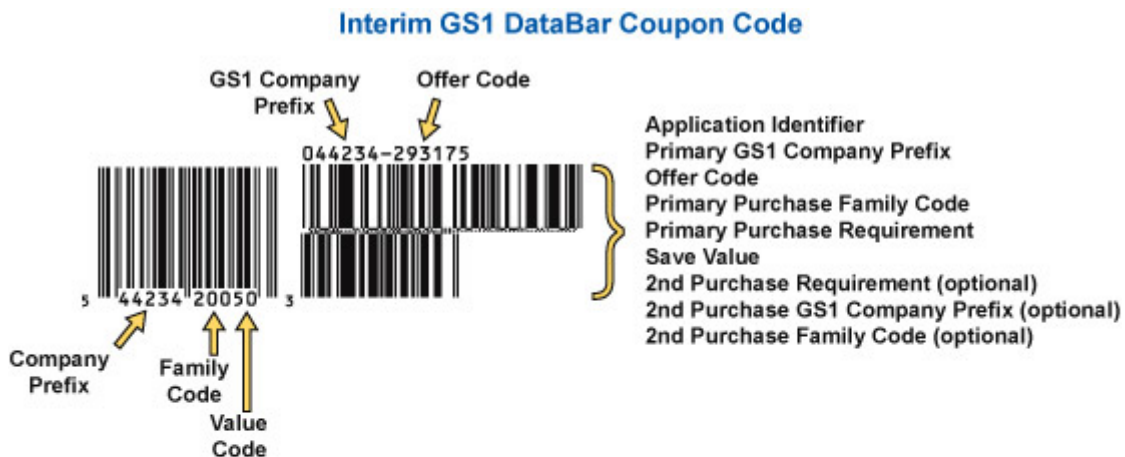 Interim GS1 DataBar Coupon Code
GS1 Company
Prefix
Offer Code
044234-293175
Application Identifier
Primary GS1 Company Prefix
Offer Code
Primary Purchase Family Code
Primary Purchase Requirement
Save Value
2nd Purchase Requirement (optional)
2nd Purchase GS1 Company Prefix (optional)
2nd Purchase Family Code (optional)
5 44234 20050 3
Company
Prefix
Family
Code
Value
Code